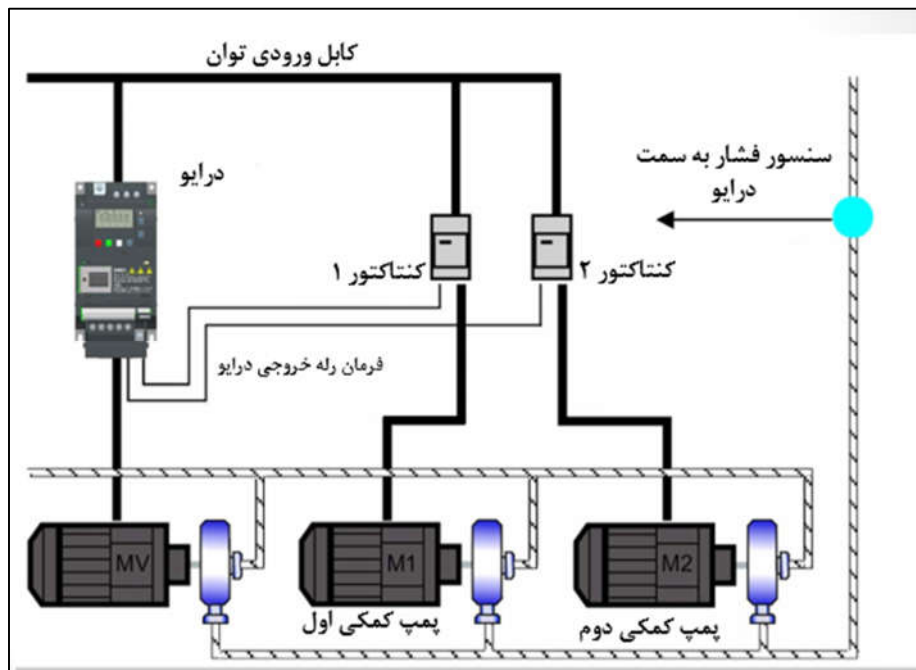 کابل ورودی توان
سنسور فشار به سمت
درایو
درایو
کنتاکتور ۱
کنتاکتور ۲
فرمان رله خروجی درایو
MV
M1
M2
پمپ کمکی اول
پمپ کمکی دوم